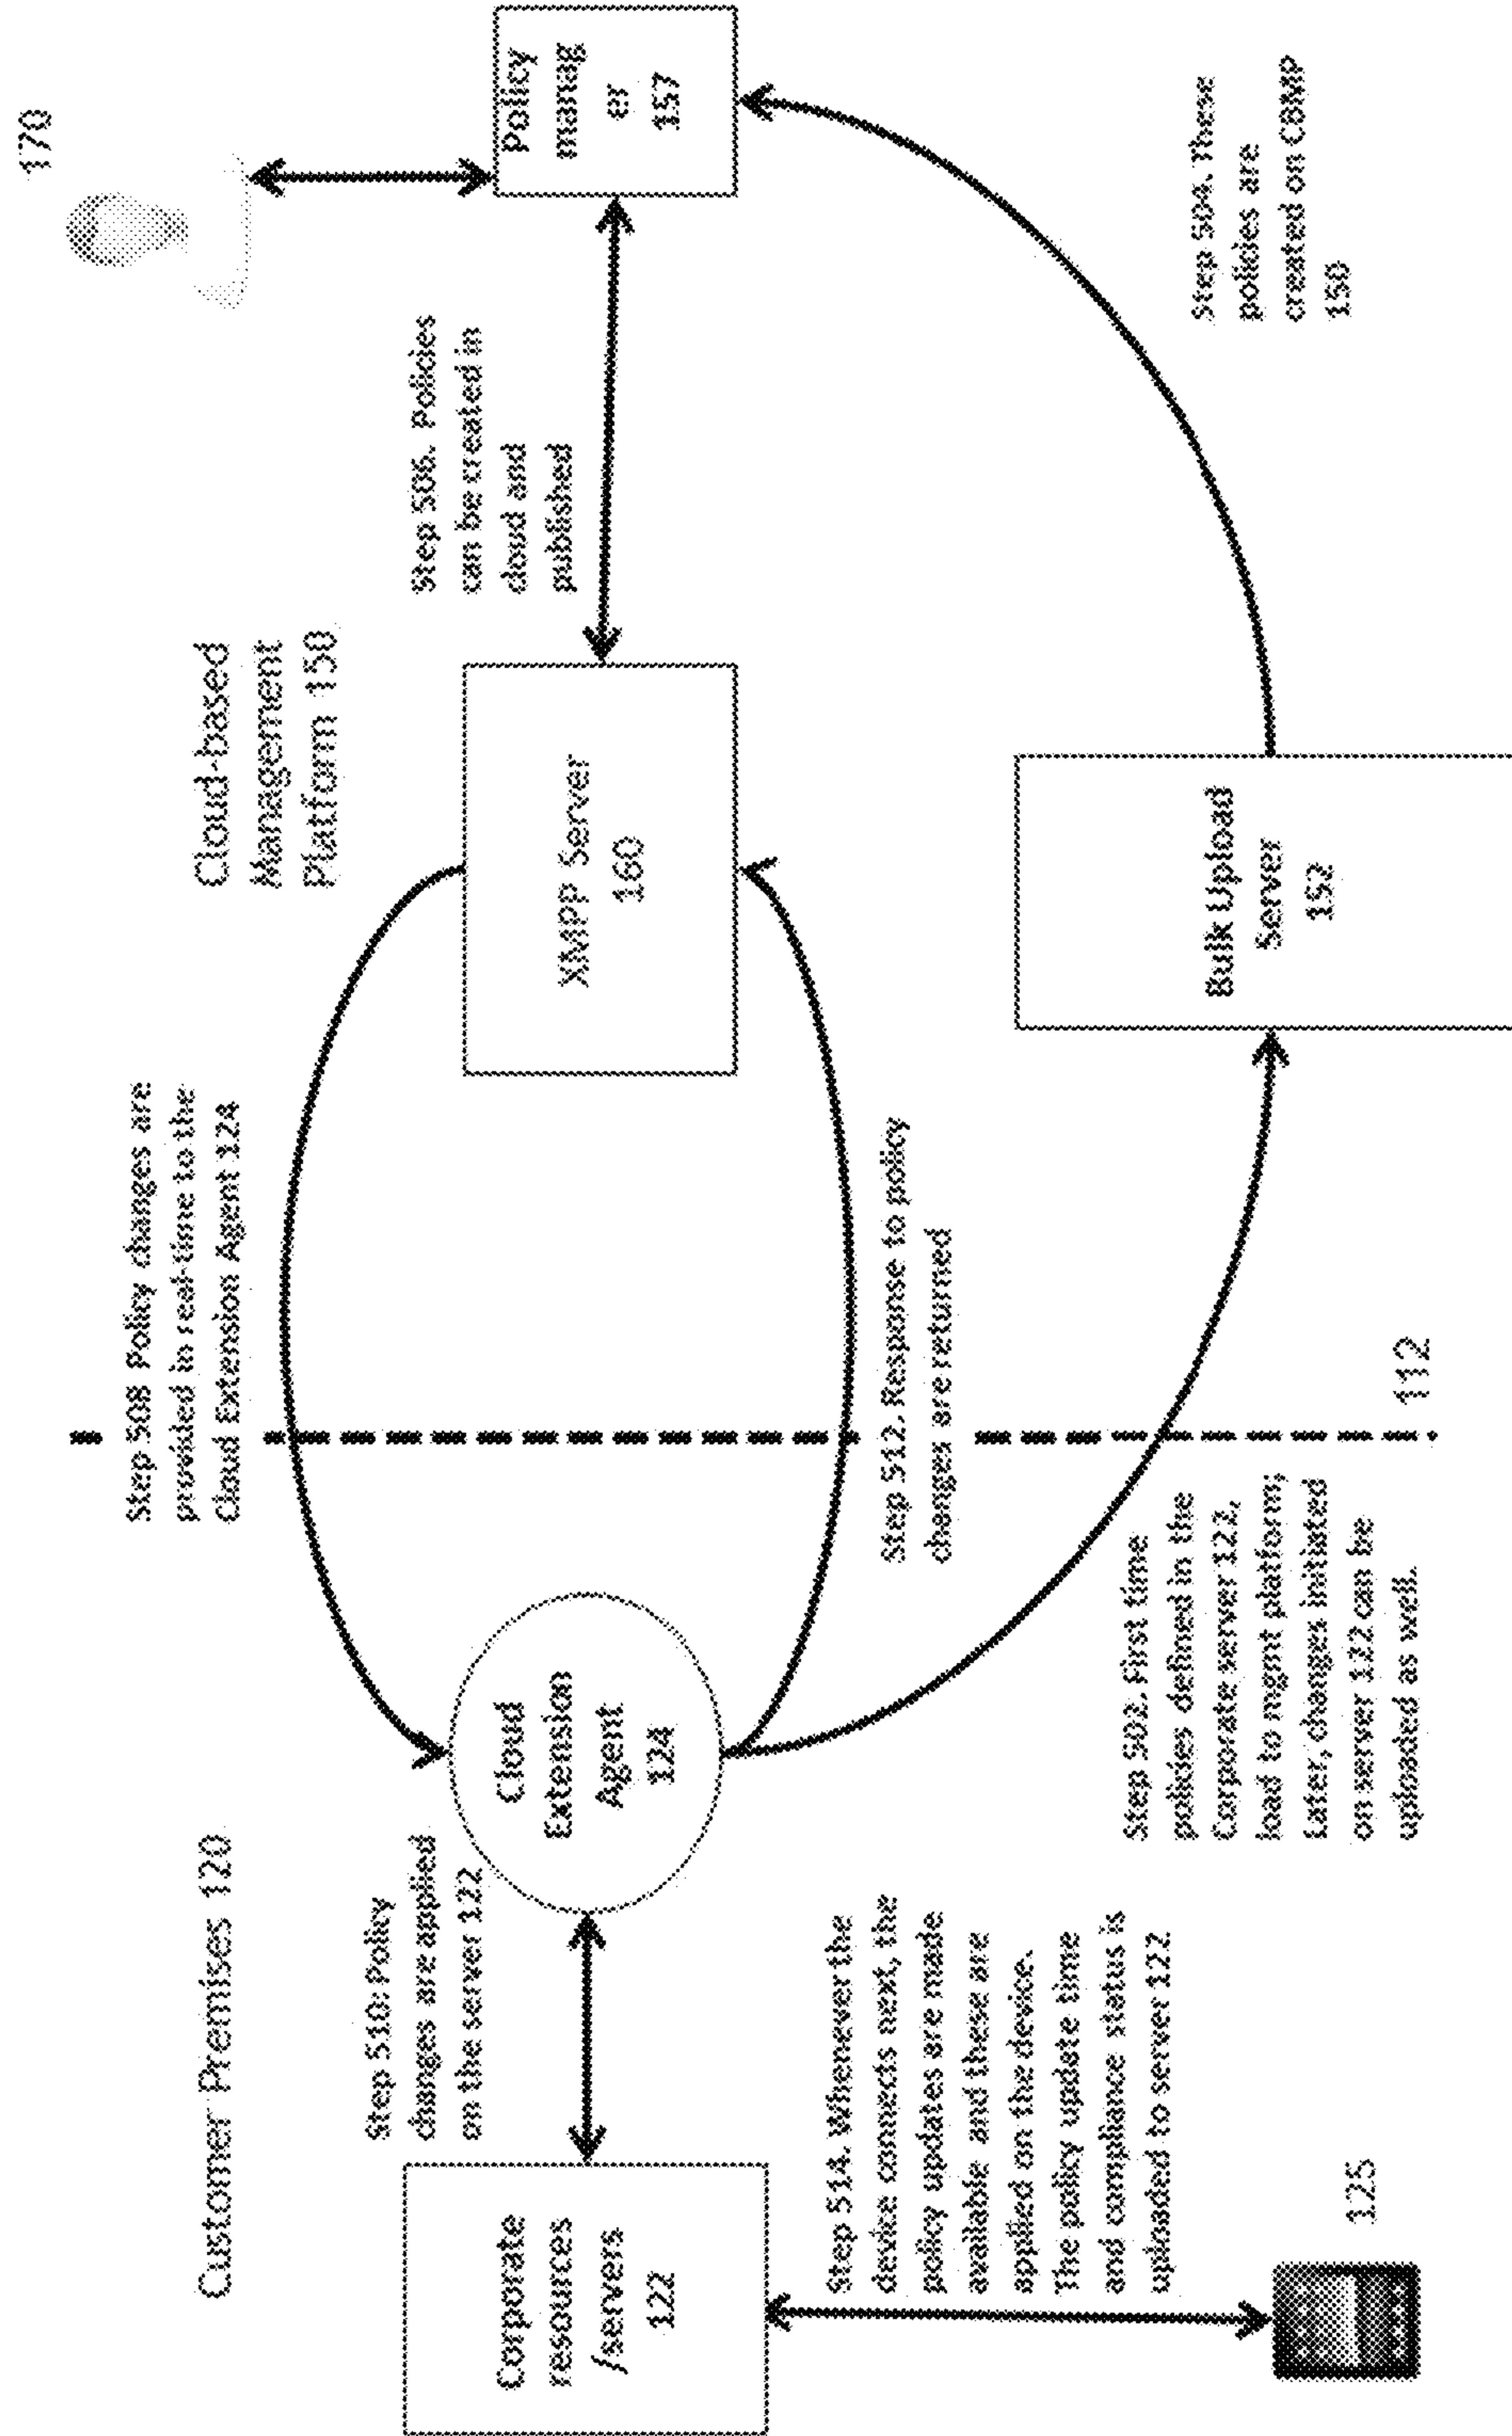 Customer Premises 120
Cloud-based
Management
Platform 150
170
Step 508 Policy changes are
provided in real-time to the
Cloud Extension Agent 124
Step 510: Policy
changes are applied
on the server 122
Step 506. Policies
can be created in
cloud and
published
Corporate
resources
/servers
122
Cloud
Extension
Agent
124
XMPP Server
160
Policy
manag
er
157
Step 512. Response to policy
changes are returned
Step 514. Whenever the
device connects next, the
policy updates are made
available and these are
applied on the device.
The policy update time
and compliance status is
uploaded to server 122
Step 502. First time
policies defined in the
Corporate server 122,
load to mgnt platform;
Later, changes initiated
on server 122 can be
uploaded as well.
Bulk Upload
Server
152
Step 504. These
policies are
created on CBMP
150
125
112